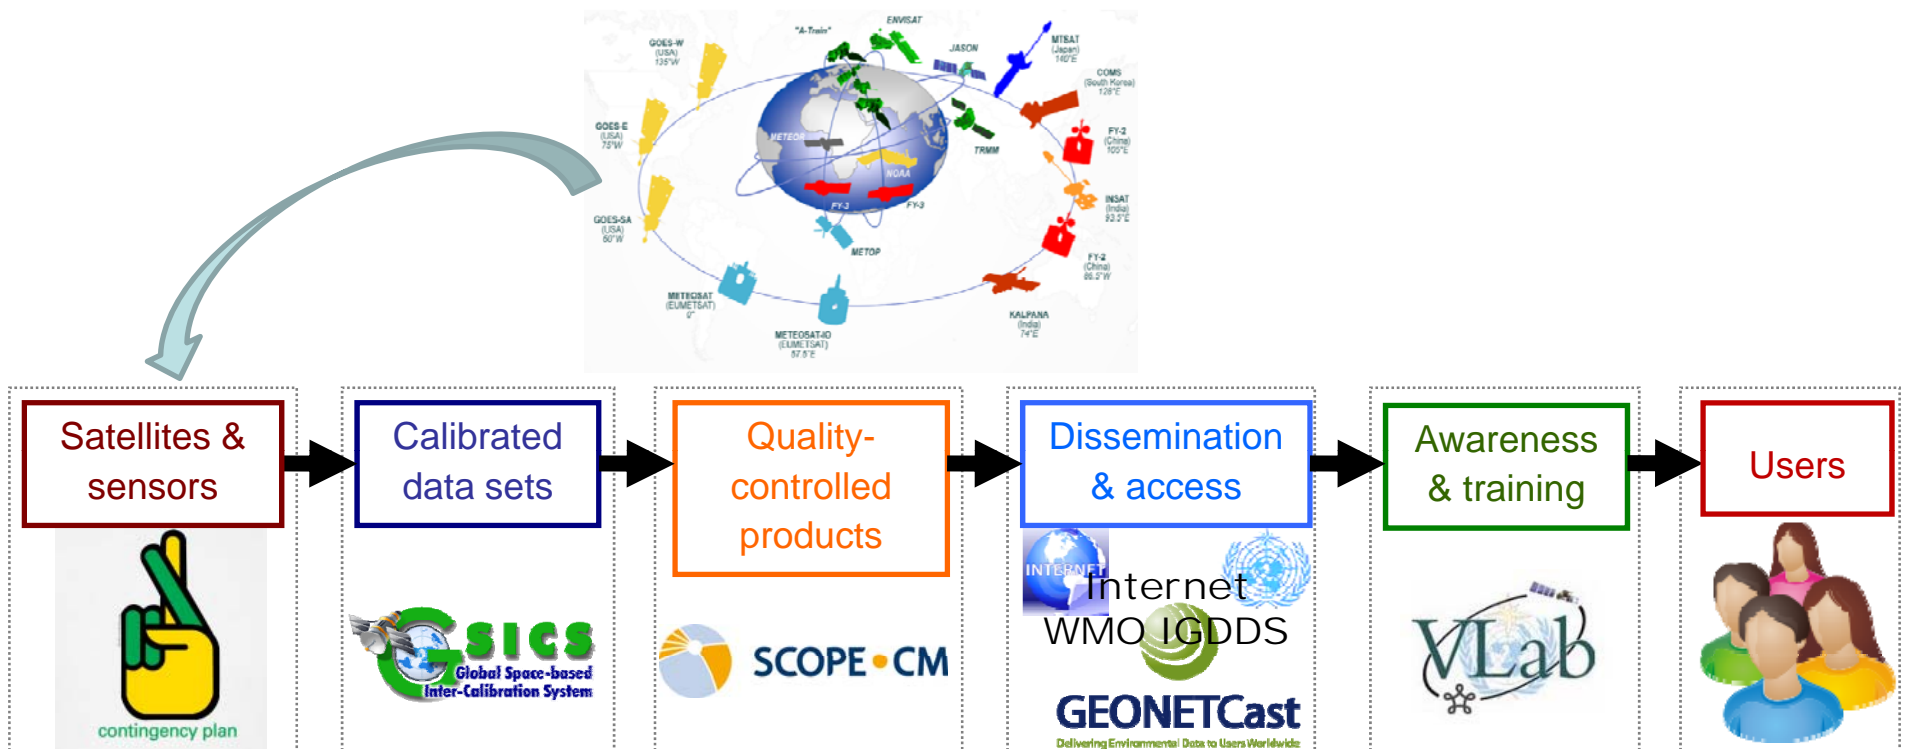 ENVISAT
"A-Train"
GOES-W
(USA)
135°W
JASON
MTSAT
(Japan)
140°E
COMS
(South Korea)
128°E
GOES-E
(USA)
75°W
METEOR
FY-2
(China)
105°E
TRMM
NOAA
INSAT
(India)
93.5°E
FY-3
FY-3
GOES-SA
(USA)
60°W
METOP
FY-2
(China)
86.5°W
METEOSAT
(EUMETSAT)
0°
KALPANA
(India)
74°E
METEOSAT-IO
(EUMETSAT)
57.5°E
Satellites &
sensors
contingency plan
Calibrated
data sets
GSICS
Global Space-based
Inter-Calibration System
Quality-
controlled
products
SCOPE•CM
Dissemination
& access
INTERNET
Internet
WMO IGDDS
GEONETCast
Delivering Environmental Data to Users Worldwide
Awareness
& training
VLab
Users